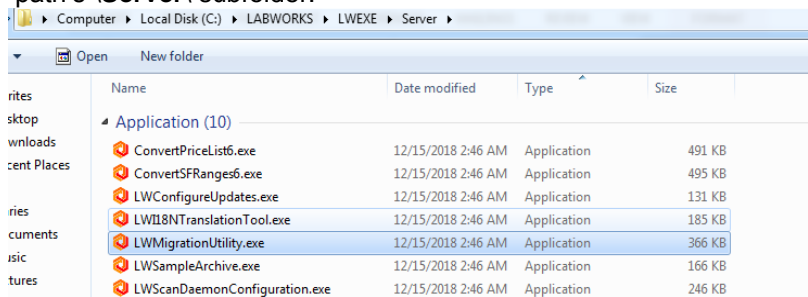 path's \Server\ subfolder.
Computer ▸ Local Disk (C:) ▸ LABWORKS ▸ LWEXE ▸ Server ▸
Open New folder
rites Name Date modified Type Size
sktop Application (10)
wnloads ConvertPriceList6.exe 12/15/2018 2:46 AM Application 491 KB
cent Places ConvertSFRanges6.exe 12/15/2018 2:46 AM Application 495 KB
LWConfigureUpdates.exe 12/15/2018 2:46 AM Application 131 KB
ries LWI18NTranslationTool.exe 12/15/2018 2:46 AM Application 185 KB
cuments LWMigrationUtility.exe 12/15/2018 2:46 AM Application 366 KB
usic LWSampleArchive.exe 12/15/2018 2:46 AM Application 166 KB
tures LWScanDaemonConfiguration.exe 12/15/2018 2:46 AM Application 246 KB